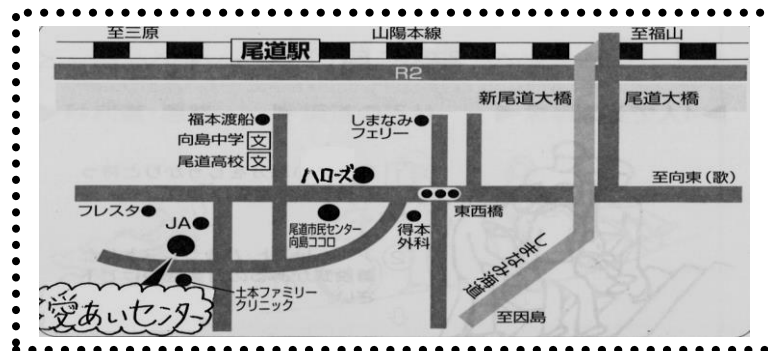 至三原
山陽本線
至福山
尾道駅
R2
新尾道大橋
尾道大橋
福本渡船
しまなみ
フェリー
向島中学
文
尾道高校
文
ハローズ
至向東(歌)
フレスタ
JA
尾道市民センター
向島ココロ
得本
外科
東西橋
しまなみ海道
土本ファミリー
クリニック
愛あいセンター
至因島